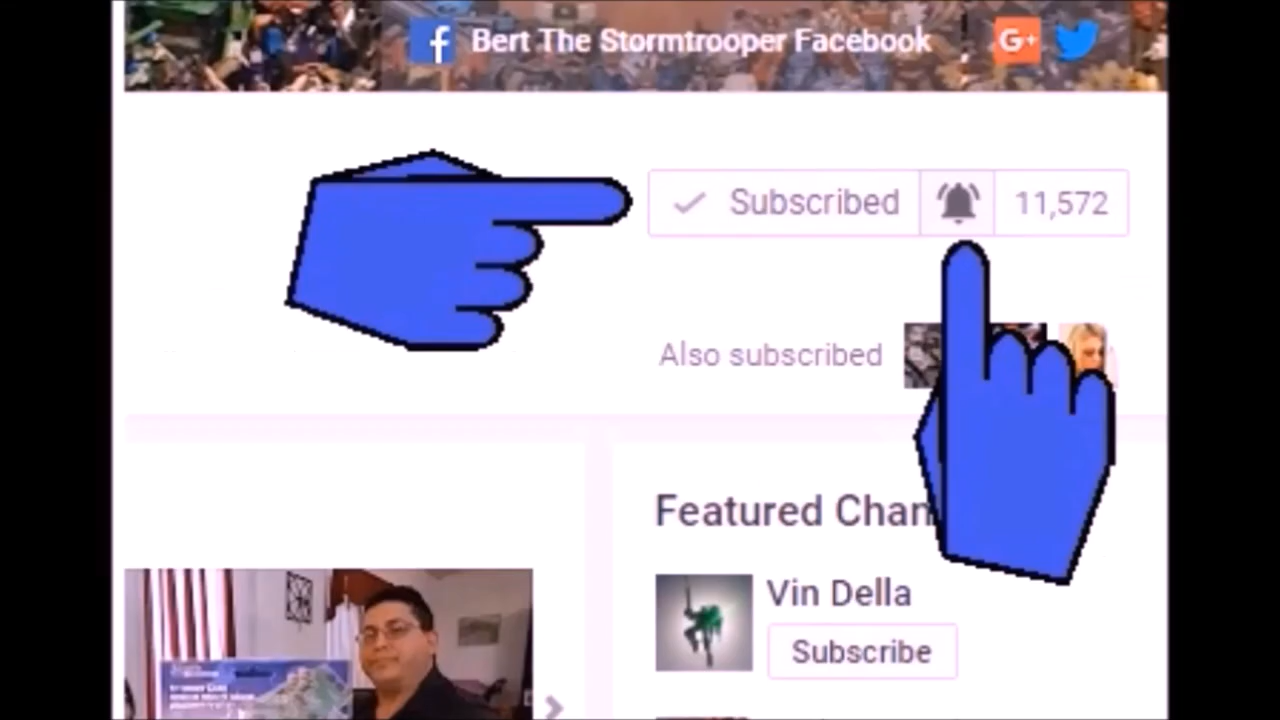 f Bert The Stormtrooper Facebook G+
Subscribed 11,572
Also subscribed
Featured Chan
Vin Della
Subscribe